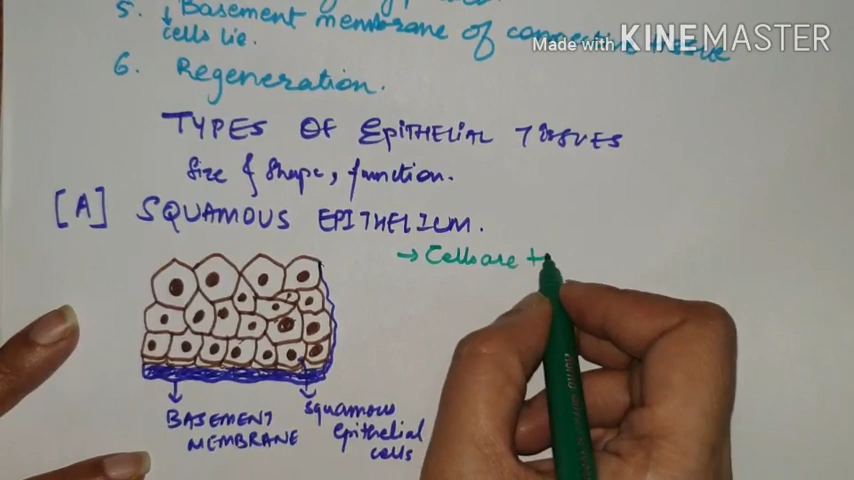 5. Basement membrane of connective tissue
cells lie.
Made with KINEMASTER
6. Regeneration.
TYPES OF EpiTHELIAL TISSUES
Size & Shape, function.
[A] SQUAMOUS EPITHELIUM.
→ Cells are t
BASEMENT
MEMBRANE
Squamous
epithelial
cells